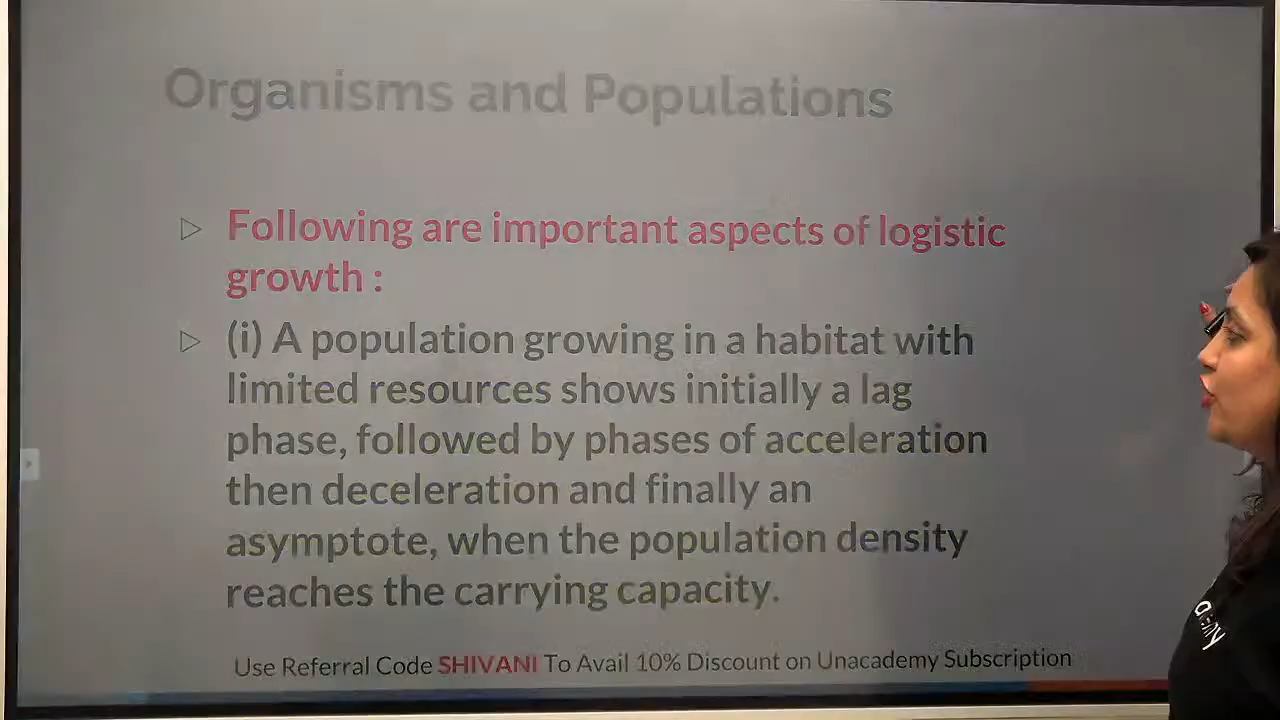 Organisms and Populations
▷ Following are important aspects of logistic
growth :
▷ (i) A population growing in a habitat with
limited resources shows initially a lag
phase, followed by phases of acceleration
then deceleration and finally an
asymptote, when the population density
reaches the carrying capacity.
Use Referral Code SHIVANI To Avail 10% Discount on Unacademy Subscription